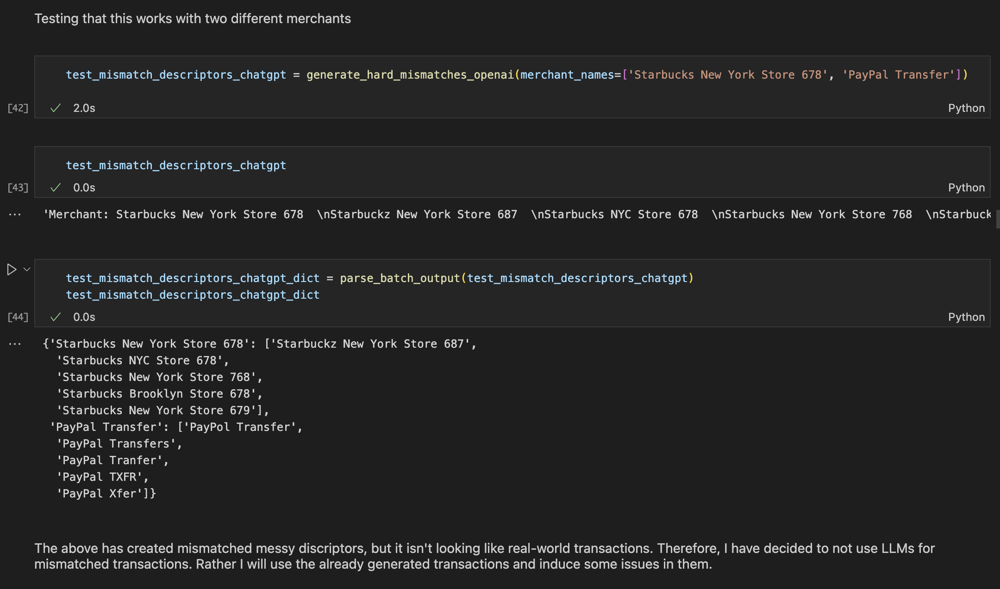 Testing that this works with two different merchants
test_mismatch_descriptors_chatgpt = generate_hard_mismatches_openai(merchant_names=['Starbucks New York Store 678', 'PayPal Transfer'])
[42] ✓ 2.0s Python
test_mismatch_descriptors_chatgpt
[43] ✓ 0.0s Python
... 'Merchant: Starbucks New York Store 678  \nStarbuckz New York Store 687  \nStarbucks NYC Store 678  \nStarbucks New York Store 768  \nStarbuck
test_mismatch_descriptors_chatgpt_dict = parse_batch_output(test_mismatch_descriptors_chatgpt)
test_mismatch_descriptors_chatgpt_dict
[44] ✓ 0.0s Python
... {'Starbucks New York Store 678': ['Starbuckz New York Store 687',
'Starbucks NYC Store 678',
'Starbucks New York Store 768',
'Starbucks Brooklyn Store 678',
'Starbucks New York Store 679'],
'PayPal Transfer': ['PayPol Transfer',
'PayPal Transfers',
'PayPal Tranfer',
'PayPal TXFR',
'PayPal Xfer']}
The above has created mismatched messy discriptors, but it isn't looking like real-world transactions. Therefore, I have decided to not use LLMs for
mismatched transactions. Rather I will use the already generated transactions and induce some issues in them.